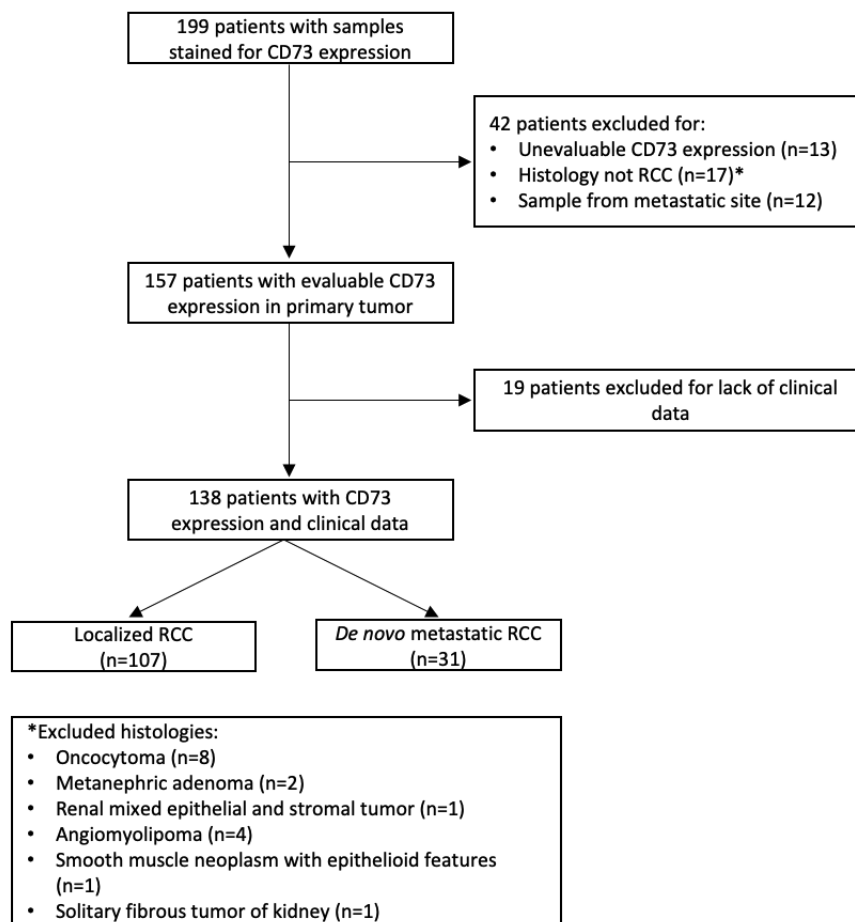 199 patients with samples
stained for CD73 expression
42 patients excluded for:
• Unevaluable CD73 expression (n=13)
• Histology not RCC (n=17)*
• Sample from metastatic site (n=12)
157 patients with evaluable CD73
expression in primary tumor
19 patients excluded for lack of clinical
data
138 patients with CD73
expression and clinical data
Localized RCC
(n=107)
De novo metastatic RCC
(n=31)
*Excluded histologies:
• Oncocytoma (n=8)
• Metanephric adenoma (n=2)
• Renal mixed epithelial and stromal tumor (n=1)
• Angiomyolipoma (n=4)
• Smooth muscle neoplasm with epithelioid features
(n=1)
• Solitary fibrous tumor of kidney (n=1)